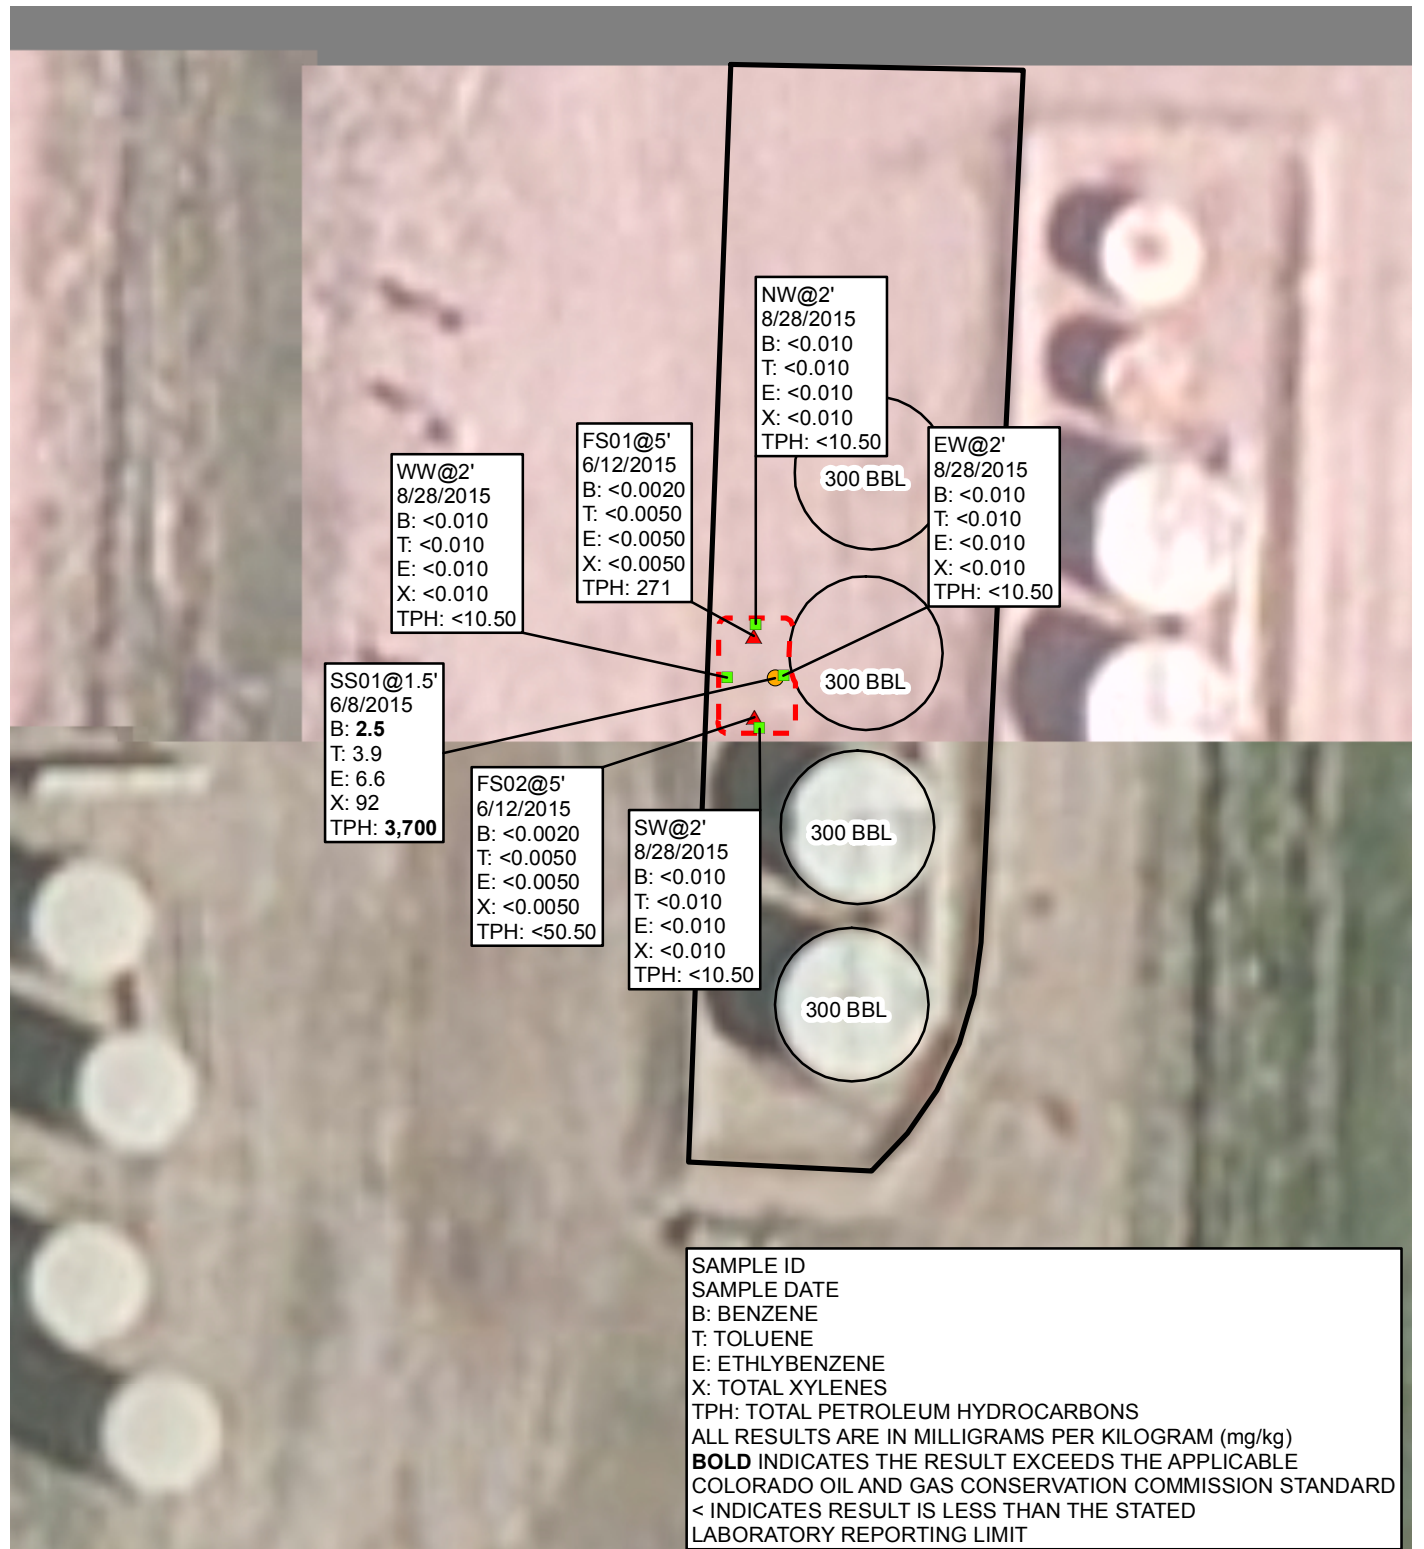 NW@2'
8/28/2015
B: <0.010
T: <0.010
E: <0.010
X: <0.010
TPH: <10.50
FS01@5'
6/12/2015
B: <0.0020
T: <0.0050
E: <0.0050
X: <0.0050
TPH: 271
EW@2'
8/28/2015
B: <0.010
T: <0.010
E: <0.010
X: <0.010
TPH: <10.50
WW@2'
8/28/2015
B: <0.010
T: <0.010
E: <0.010
X: <0.010
TPH: <10.50
300 BBL
300 BBL
SS01@1.5'
6/8/2015
B: 2.5
T: 3.9
E: 6.6
X: 92
TPH: 3,700
FS02@5'
6/12/2015
B: <0.0020
T: <0.0050
E: <0.0050
X: <0.0050
TPH: <50.50
SW@2'
8/28/2015
B: <0.010
T: <0.010
E: <0.010
X: <0.010
TPH: <10.50
300 BBL
300 BBL
SAMPLE ID
SAMPLE DATE
B: BENZENE
T: TOLUENE
E: ETHLYBENZENE
X: TOTAL XYLENES
TPH: TOTAL PETROLEUM HYDROCARBONS
ALL RESULTS ARE IN MILLIGRAMS PER KILOGRAM (mg/kg)
BOLD INDICATES THE RESULT EXCEEDS THE APPLICABLE
COLORADO OIL AND GAS CONSERVATION COMMISSION STANDARD
< INDICATES RESULT IS LESS THAN THE STATED
LABORATORY REPORTING LIMIT